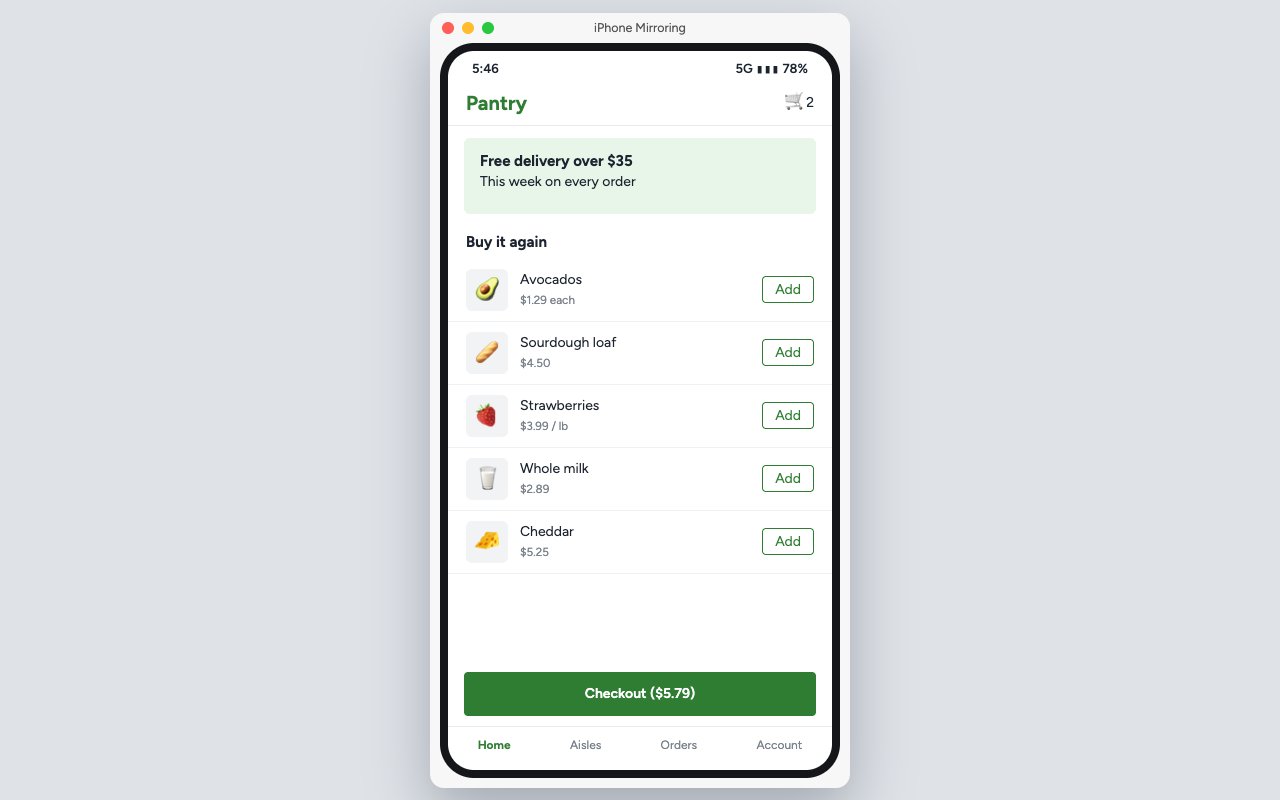 iPhone Mirroring
5:46
5G 78%
Pantry
2
Free delivery over $35
This week on every order
Buy it again
Avocados
$1.29 each
Add
Sourdough loaf
$4.50
Add
Strawberries
$3.99 / lb
Add
Whole milk
$2.89
Add
Cheddar
$5.25
Add
Checkout ($5.79)
Home
Aisles
Orders
Account